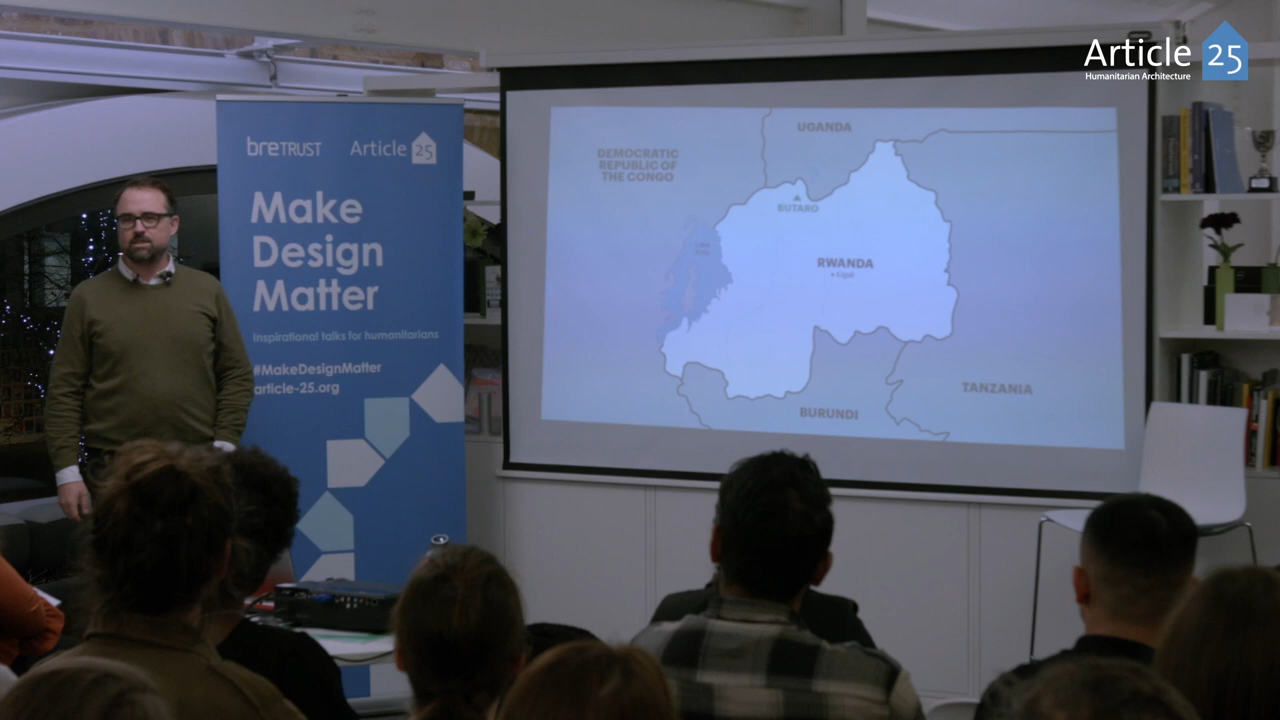 Article 25
Humanitarian Architecture
breTRUST
Article 25
Make
Design
Matter
Inspirational talks for humanitarians
#MakeDesignMatter
article-25.org
UGANDA
DEMOCRATIC
REPUBLIC OF
THE CONGO
BUTARO
RWANDA
BURUNDI
TANZANIA